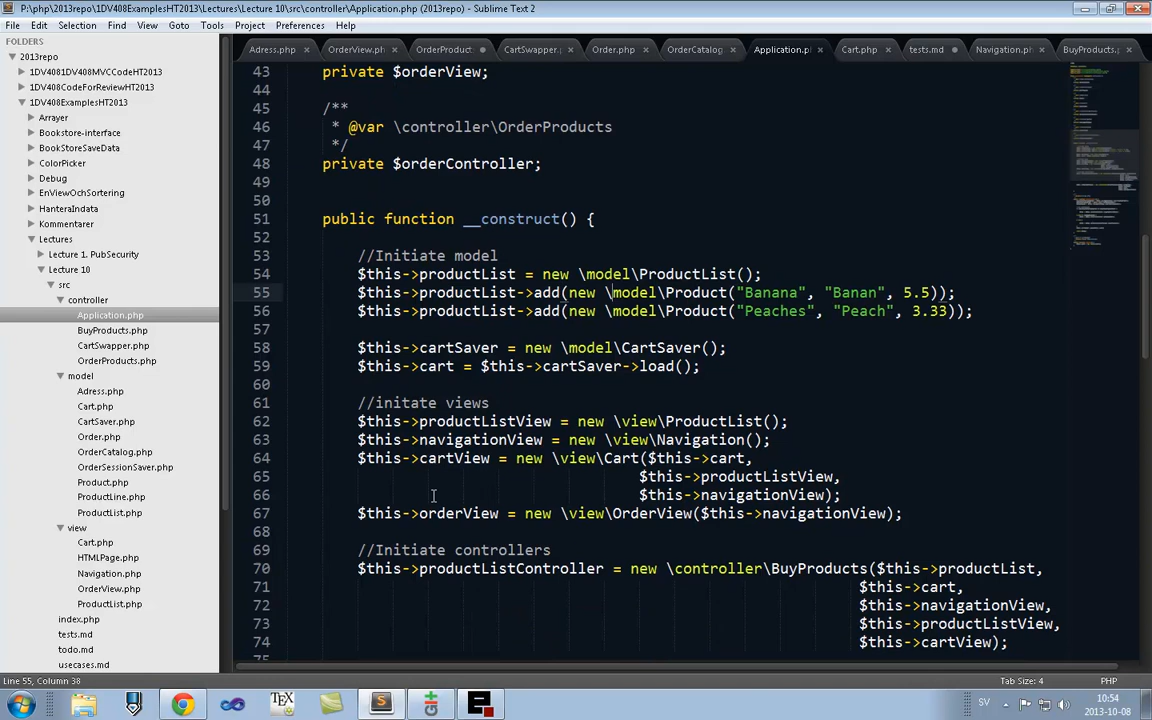 P:\php\2013repo\1DV408ExamplesHT2013\Lectures\Lecture 10\src\controller\Application.php (2013repo) - Sublime Text 2
File Edit Selection Find View Goto Tools Project Preferences Help
FOLDERS
2013repo
1DV4081DV408MVCCodeHT2013
1DV408CodeForReviewHT2013
1DV408ExamplesHT2013
Arrayer
Bookstore-interface
BookStoreSaveData
ColorPicker
Debug
EnViewOchSortering
HanteraIndata
Kommentarer
Lectures
Lecture 1. PubSecurity
Lecture 10
src
controller
Application.php
BuyProducts.php
CartSwapper.php
OrderProducts.php
model
Adress.php
Cart.php
CartSaver.php
Order.php
OrderCatalog.php
OrderSessionSaver.php
Product.php
ProductLine.php
ProductList.php
view
Cart.php
HTMLPage.php
Navigation.php
OrderView.php
ProductList.php
index.php
tests.md
todo.md
usecases.md
Adress.php OrderView.ph OrderProduct CartSwapper. Order.php OrderCatalog Application.p Cart.php tests.md Navigation.ph BuyProducts.
43 private $orderView;
44
45 /**
46 * @var \controller\OrderProducts
47 */
48 private $orderController;
49
50
51 public function __construct() {
52
53 //Initiate model
54 $this->productList = new \model\ProductList();
55 $this->productList->add(new \model\Product("Banana", "Banan", 5.5));
56 $this->productList->add(new \model\Product("Peaches", "Peach", 3.33));
57
58 $this->cartSaver = new \model\CartSaver();
59 $this->cart = $this->cartSaver->load();
60
61 //initate views
62 $this->productListView = new \view\ProductList();
63 $this->navigationView = new \view\Navigation();
64 $this->cartView = new \view\Cart($this->cart,
65 $this->productListView,
66 $this->navigationView);
67 $this->orderView = new \view\OrderView($this->navigationView);
68
69 //Initiate controllers
70 $this->productListController = new \controller\BuyProducts($this->productList,
71 $this->cart,
72 $this->navigationView,
73 $this->productListView,
74 $this->cartView);
Line 55, Column 38 Tab Size: 4 PHP
SV 10:54
2013-10-08